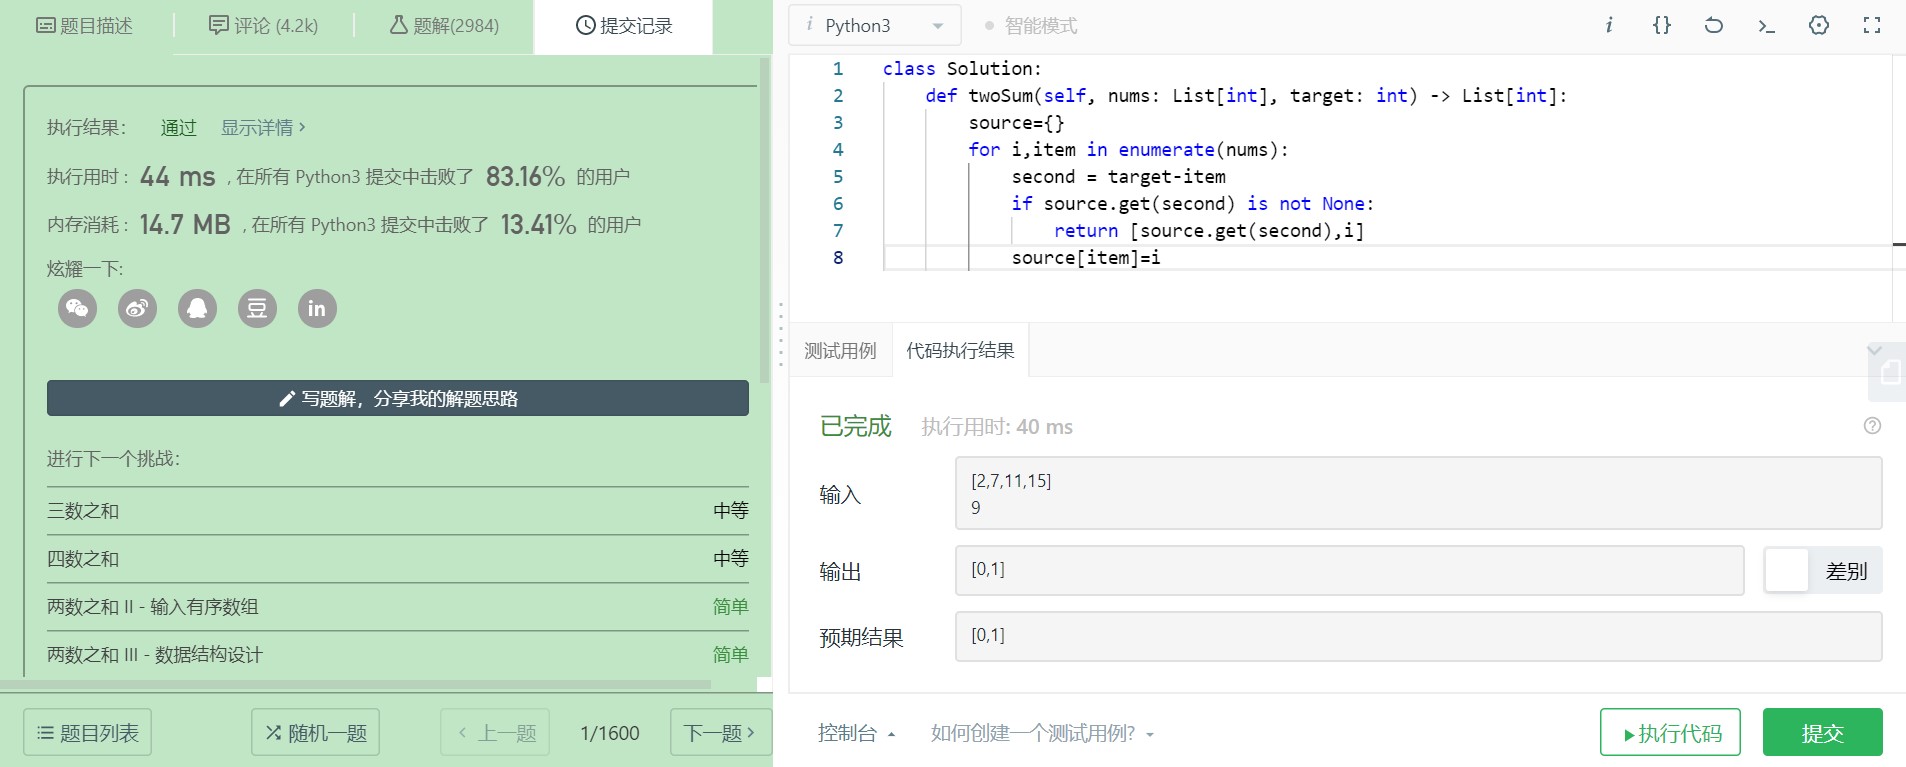 题目描述
评论 (4.2k)
题解(2984)
提交记录
执行结果：
通过
显示详情 >
执行用时 : 44 ms , 在所有 Python3 提交中击败了 83.16% 的用户
内存消耗 : 14.7 MB , 在所有 Python3 提交中击败了 13.41% 的用户
炫耀一下:
豆
in
写题解，分享我的解题思路
进行下一个挑战：
三数之和 中等
四数之和 中等
两数之和 II - 输入有序数组 简单
两数之和 III - 数据结构设计 简单
题目列表
随机一题
< 上一题
1/1600
下一题 >
i Python3
智能模式
i {} >_
1 class Solution:
2 def twoSum(self, nums: List[int], target: int) -> List[int]:
3 source={}
4 for i,item in enumerate(nums):
5 second = target-item
6 if source.get(second) is not None:
7 return [source.get(second),i]
8 source[item]=i
测试用例
代码执行结果
已完成
执行用时: 40 ms
?
输入
[2,7,11,15]
9
输出
[0,1]
差别
预期结果
[0,1]
控制台
如何创建一个测试用例?
执行代码
提交